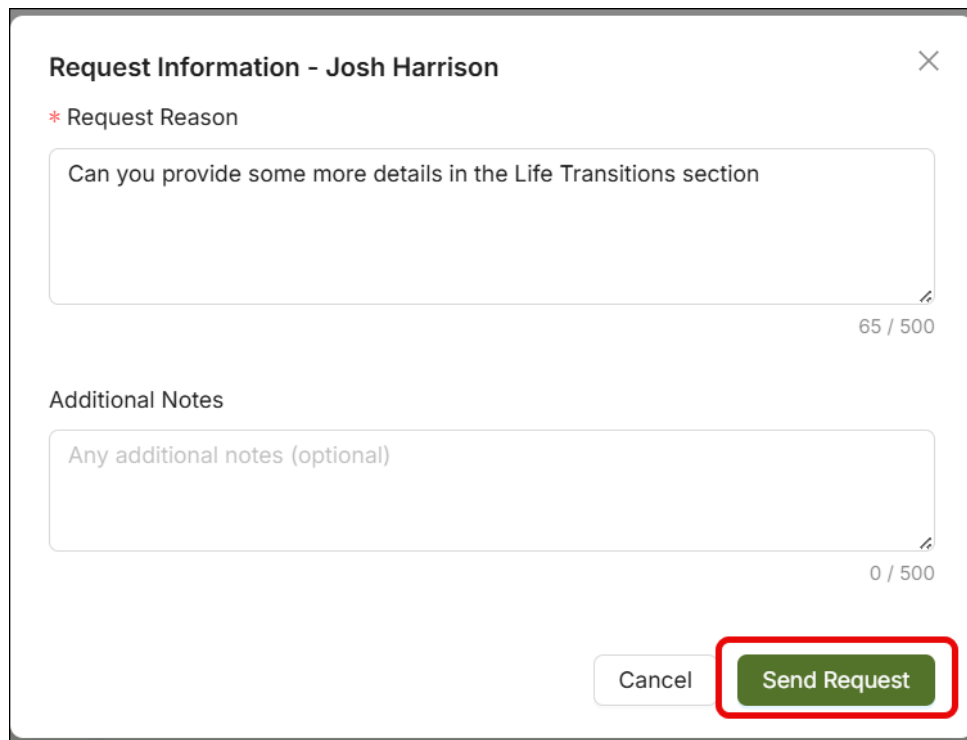 Request Information - Josh Harrison
* Request Reason
Can you provide some more details in the Life Transitions section
65 / 500
Additional Notes
Any additional notes (optional)
0 / 500
Cancel
Send Request